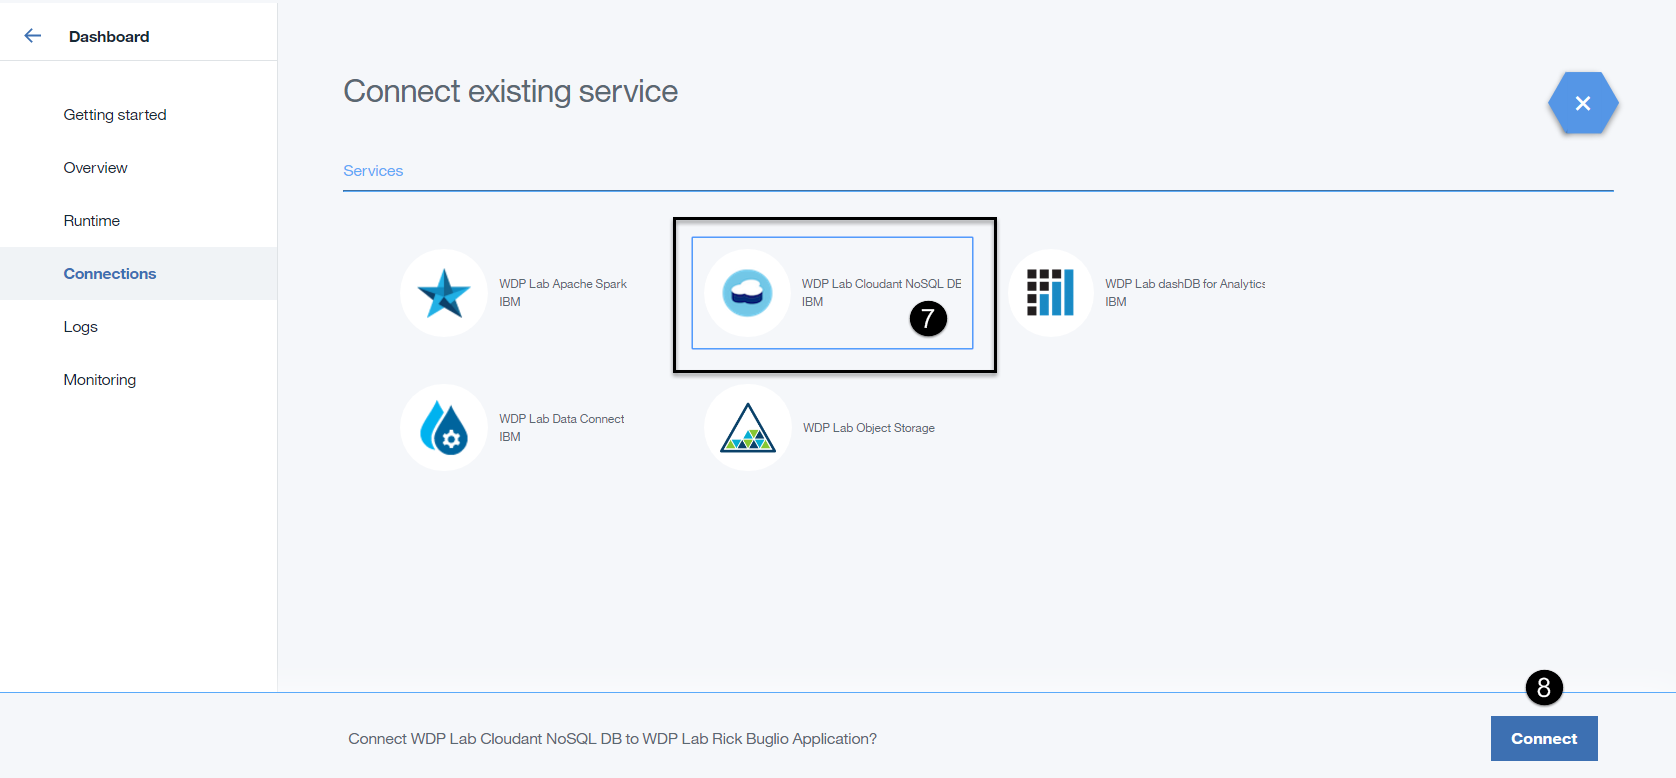 Dashboard
Getting started
Overview
Runtime
Connections
Logs
Monitoring
Connect existing service
Services
WDP Lab Apache Spark
IBM
WDP Lab Cloudant NoSQL DB
IBM
7
WDP Lab dashDB for Analytics
IBM
WDP Lab Data Connect
IBM
WDP Lab Object Storage
8
Connect WDP Lab Cloudant NoSQL DB to WDP Lab Rick Buglio Application?
Connect